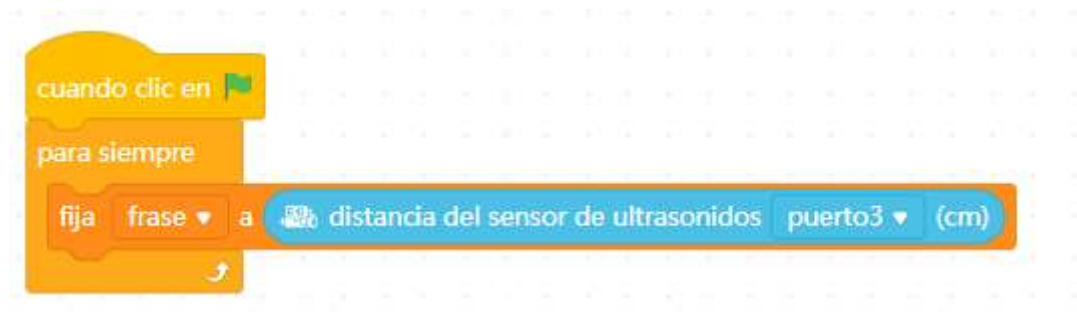 cuando clic en
para siempre
fija frase a distancia del sensor de ultrasonidos puerto3 (cm)